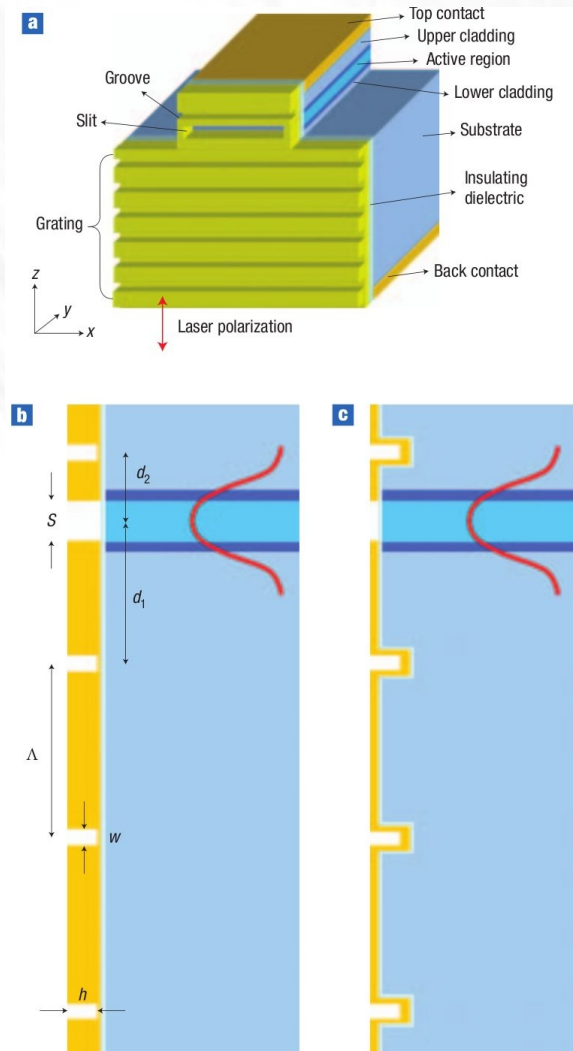 a
Top contact
Upper cladding
Active region
Lower cladding
Substrate
Insulating
dielectric
Back contact
Groove
Slit
Grating
z
y
x
Laser polarization
b
c
d2
S
d1
Λ
w
h